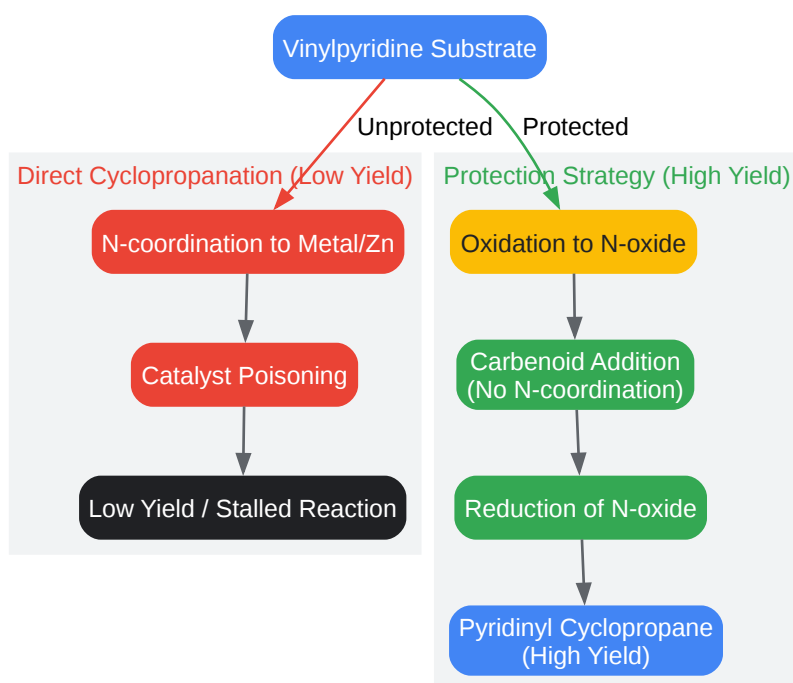 Vinylpyridine Substrate
Unprotected
Protected
Direct Cyclopropanation (Low Yield)
N-coordination to Metal/Zn
Catalyst Poisoning
Low Yield / Stalled Reaction
Protection Strategy (High Yield)
Oxidation to N-oxide
Carbenoid Addition
(No N-coordination)
Reduction of N-oxide
Pyridinyl Cyclopropane
(High Yield)